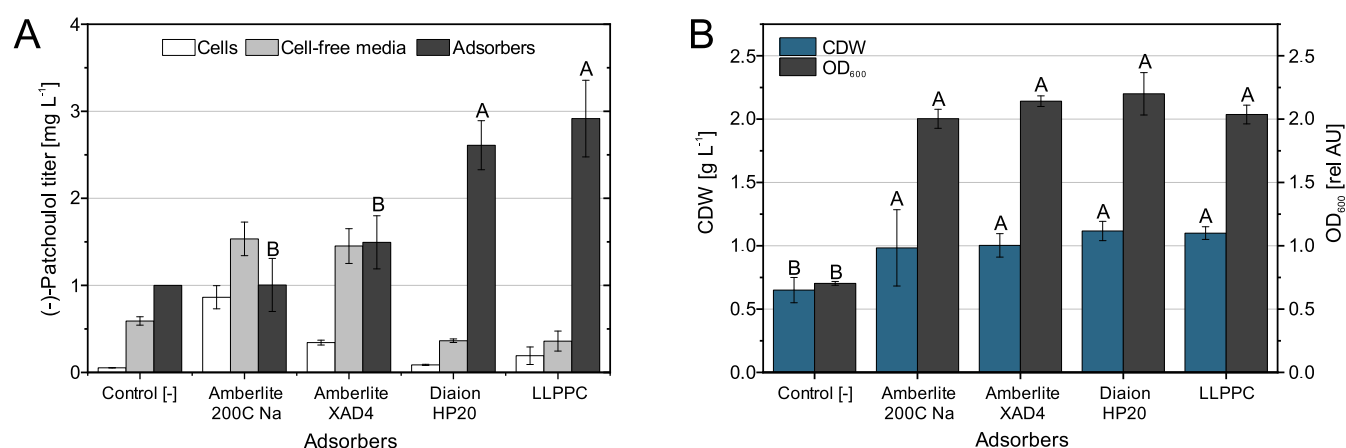 A
(-)-Patchoulol titer [mg L⁻¹]
4
3
2
1
0
Cells
Cell-free media
Adsorbers
B
B
A
A
Control [-]
Amberlite
200C Na
Amberlite
XAD4
Diaion
HP20
LLPPC
Adsorbers
B
CDW [g L⁻¹]
2.5
2.0
1.5
1.0
0.5
0.0
CDW
OD₆₀₀
B
B
A
A
A
A
A
A
A
A
2.5
2.0
1.5
1.0
0.5
0.0
OD₆₀₀ [rel AU]
Control [-]
Amberlite
200C Na
Amberlite
XAD4
Diaion
HP20
LLPPC
Adsorbers